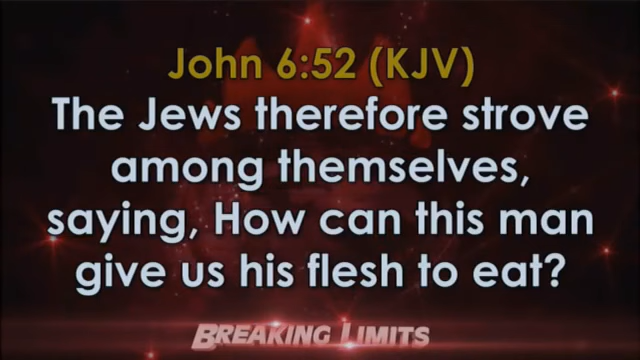 John 6:52 (KJV)
The Jews therefore strove
among themselves,
saying, How can this man
give us his flesh to eat?
BREAKING LIMITS